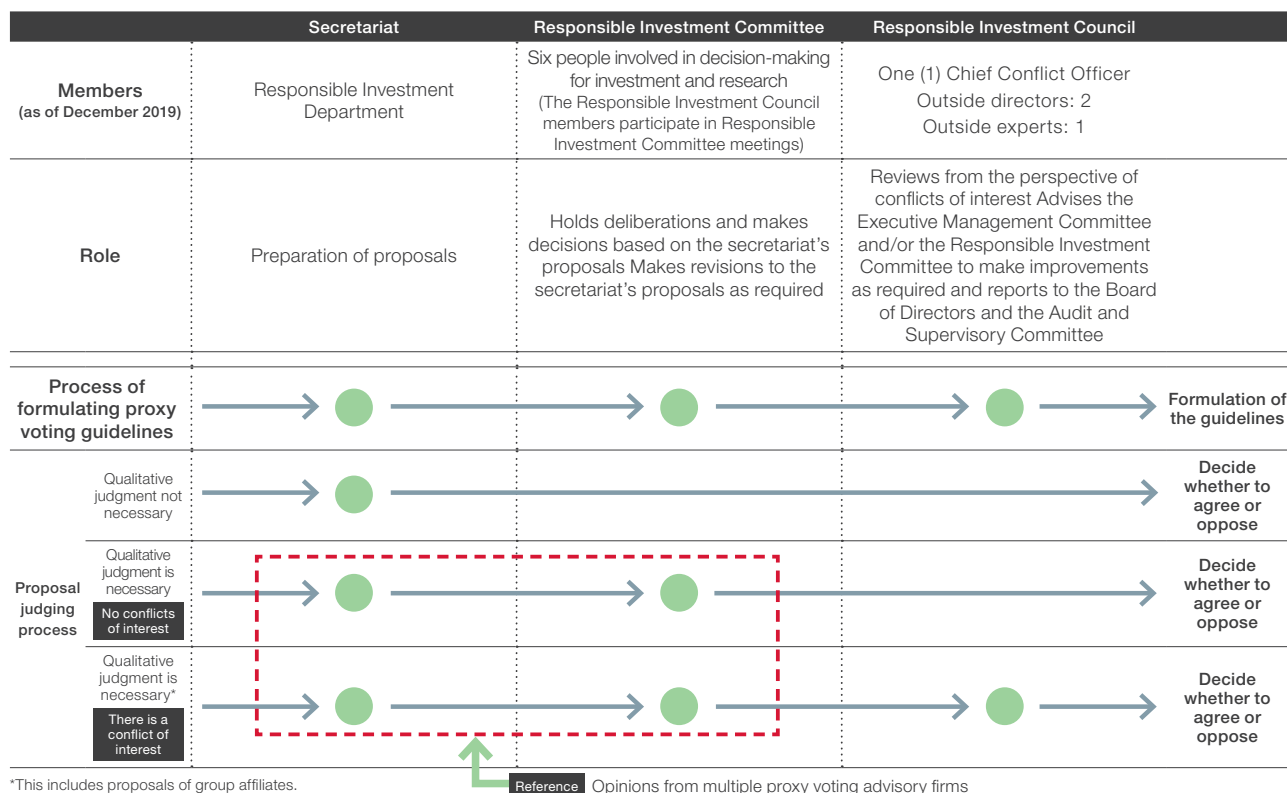 Secretariat
Responsible Investment Committee
Responsible Investment Council
Members
(as of December 2019)
Responsible Investment
Department
Six people involved in decision-making
for investment and research
(The Responsible Investment Council
members participate in Responsible
Investment Committee meetings)
One (1) Chief Conflict Officer
Outside directors: 2
Outside experts: 1
Role
Preparation of proposals
Holds deliberations and makes
decisions based on the secretariat's
proposals Makes revisions to the
secretariat's proposals as required
Reviews from the perspective of
conflicts of interest Advises the
Executive Management Committee
and/or the Responsible Investment
Committee to make improvements
as required and reports to the Board
of Directors and the Audit and
Supervisory Committee
Process of
formulating proxy
voting guidelines
Formulation of
the guidelines
Proposal
judging
process
Qualitative
judgment not
necessary
Decide
whether to
agree or
oppose
Qualitative
judgment is
necessary
No conflicts
of interest
Decide
whether to
agree or
oppose
Qualitative
judgment is
necessary*
There is a
conflict of
interest
Decide
whether to
agree or
oppose
*This includes proposals of group affiliates.
Reference Opinions from multiple proxy voting advisory firms